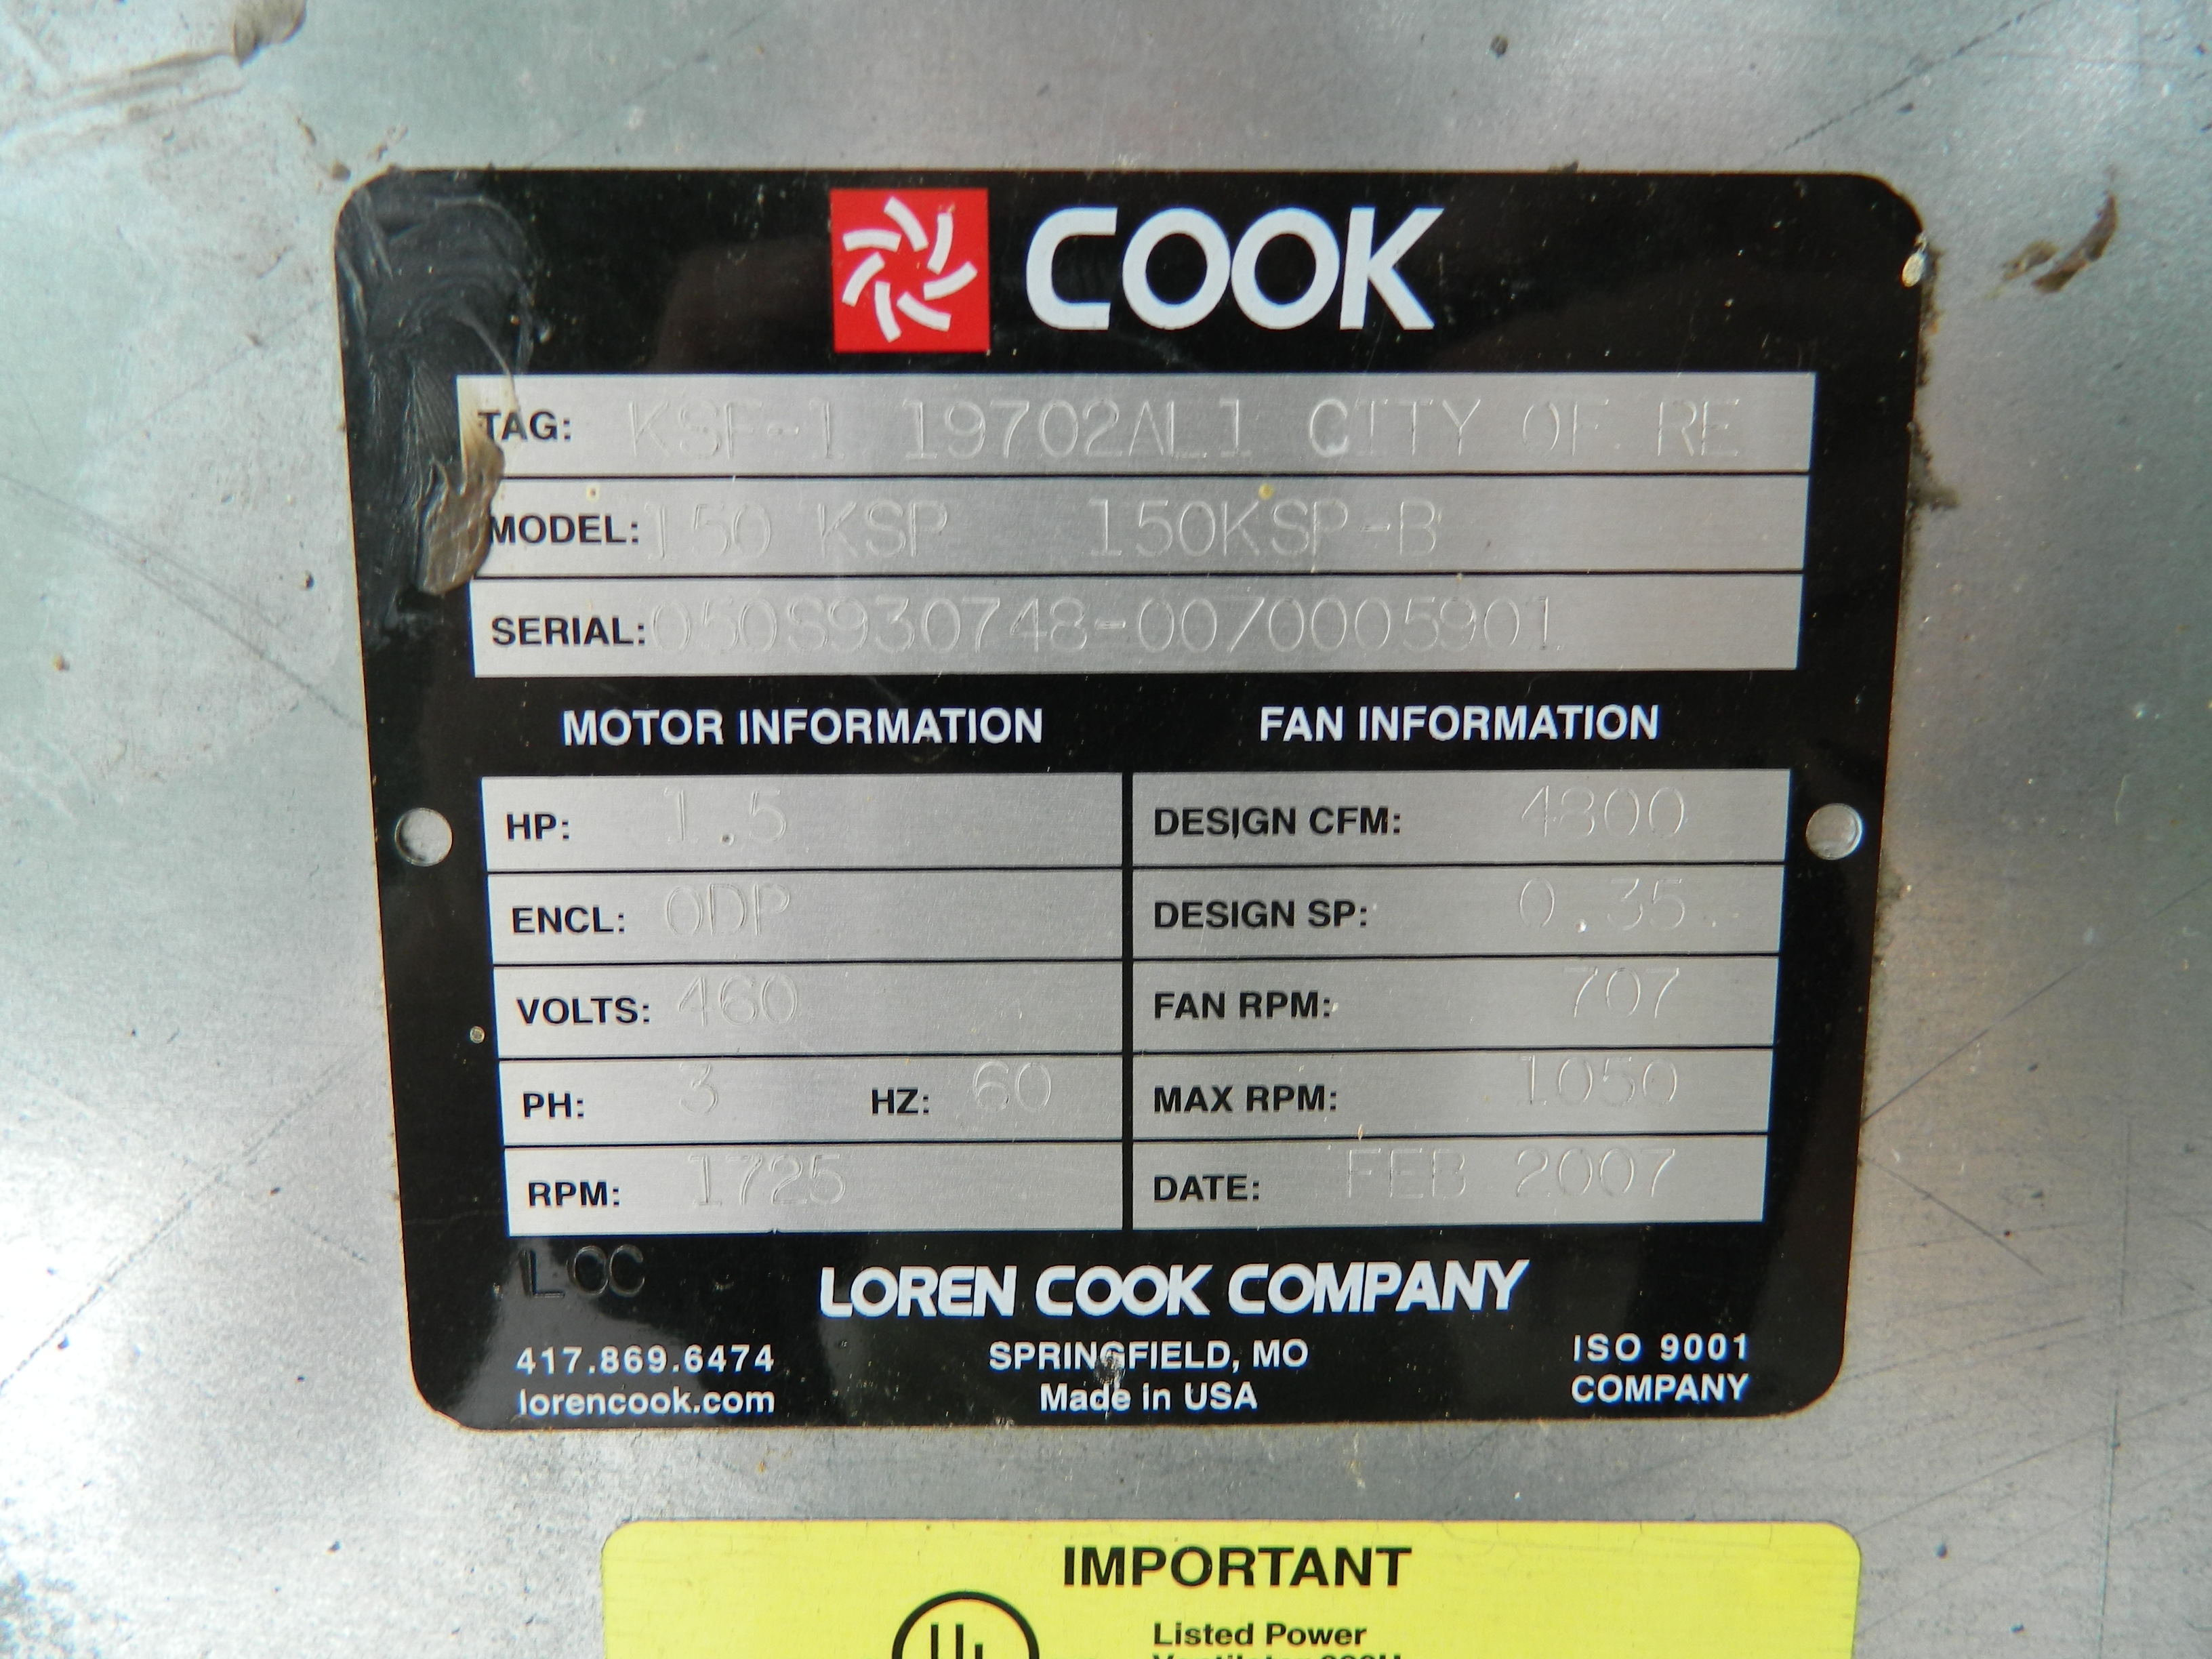 COOK
TAG: KSF-1 19702AL1 CITY OF RE
MODEL: 150 KSP 150KSP-B
SERIAL: 050S930748-00/0005901
MOTOR INFORMATION
FAN INFORMATION
HP: 1.5
DESIGN CFM: 4800
ENCL: ODP
DESIGN SP: 0.35
VOLTS: 460
FAN RPM: 707
PH: 3 HZ: 60
MAX RPM: 1050
RPM: 1725
DATE: FEB 2007
LCC
LOREN COOK COMPANY
417.869.6474
SPRINGFIELD, MO
ISO 9001
lorencook.com
Made in USA
COMPANY
IMPORTANT
UL
Listed Power